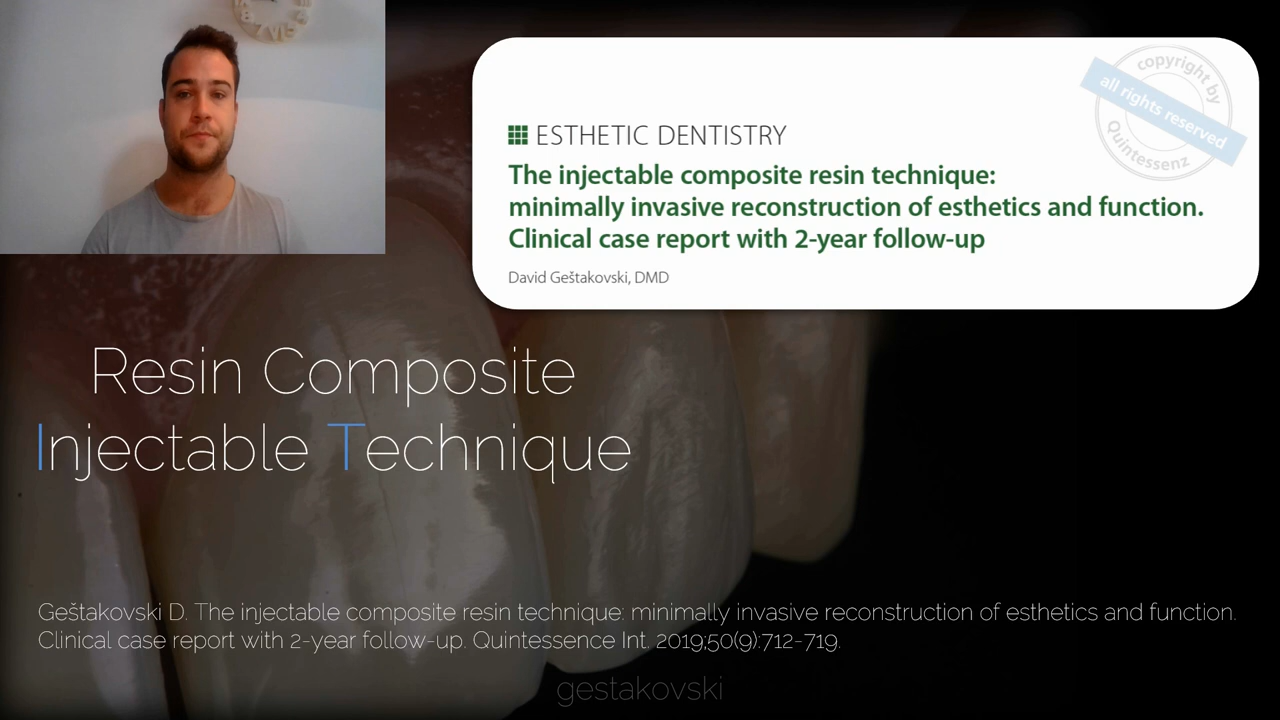 copyright by
all rights reserved
Quintessenz
ESTHETIC DENTISTRY
The injectable composite resin technique:
minimally invasive reconstruction of esthetics and function.
Clinical case report with 2-year follow-up
David Geštakovski, DMD
Resin Composite
Injectable Technique
Geštakovski D. The injectable composite resin technique: minimally invasive reconstruction of esthetics and function.
Clinical case report with 2-year follow-up. Quintessence Int. 2019;50(9):712-719.
gestakovski